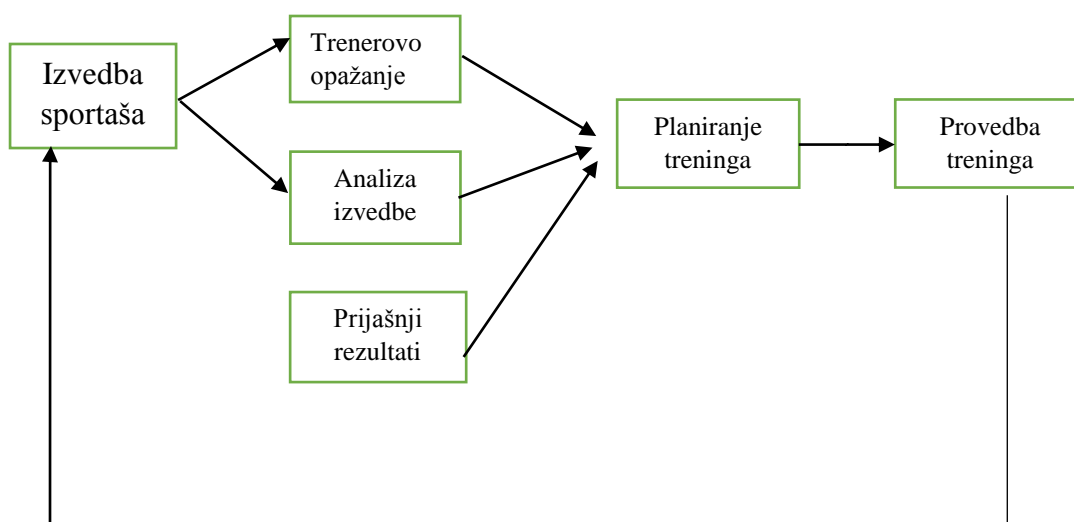 Izvedba
sportaša
Trenerovo
opažanje
Analiza
izvedbe
Prijašnji
rezultati
Planiranje
treninga
Provedba
treninga